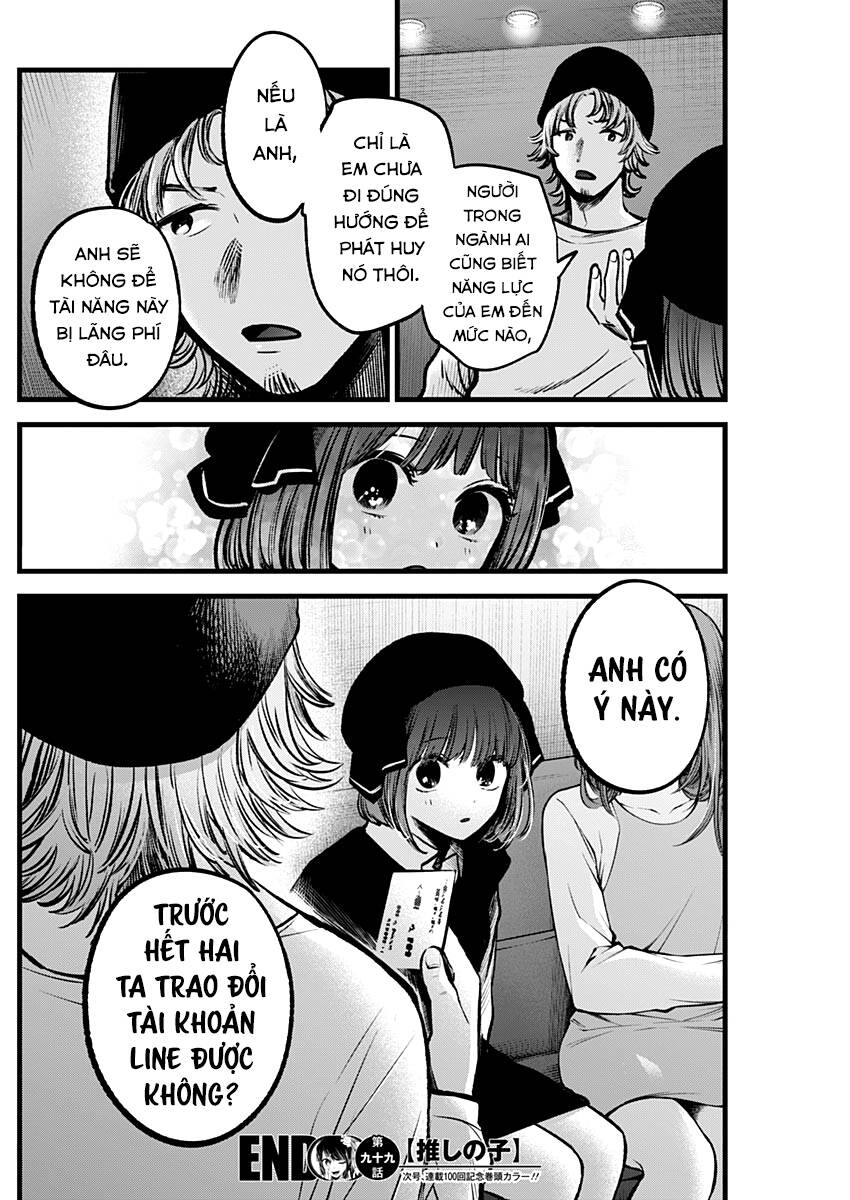 NGƯỜI
TRONG
NGÀNH AI
CŨNG BIẾT
NĂNG LỰC
CỦA EM ĐẾN
MỨC NÀO,
CHỈ LÀ
EM CHƯA
ĐI ĐÚNG
HƯỚNG ĐỂ
PHÁT HUY
NÓ THÔI.
NẾU
LÀ
ANH,
ANH SẼ
KHÔNG ĐỂ
TÀI NĂNG NÀY
BỊ LÃNG PHÍ
ĐÂU.
ANH CÓ
Ý NÀY.
TRƯỚC
HẾT HAI
TA TRAO ĐỔI
TÀI KHOẢN
LINE ĐƯỢC
KHÔNG?
END
第
九十九
話
【推しの子】
次号、連載100回記念巻頭カラー!!